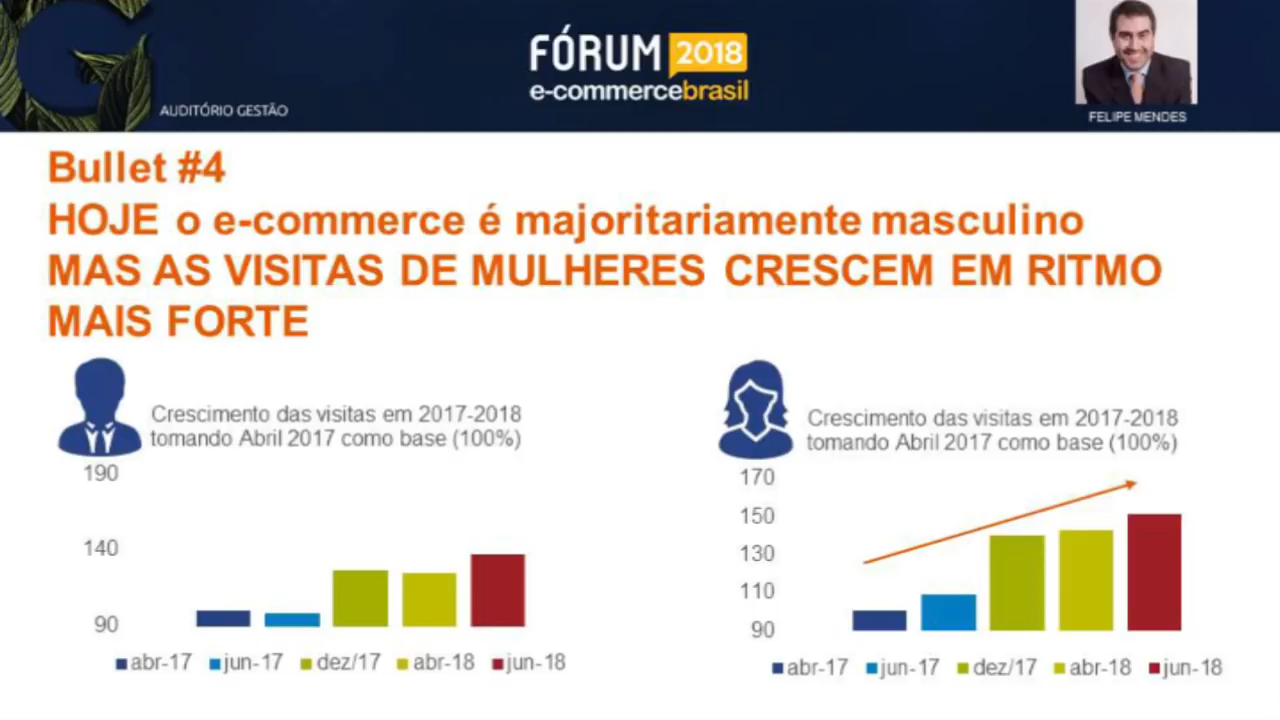 FÓRUM 2018
e-commercebrasil
AUDITÓRIO GESTÃO
FELIPE MENDES
Bullet #4
HOJE o e-commerce é majoritariamente masculino
MAS AS VISITAS DE MULHERES CRESCEM EM RITMO
MAIS FORTE
Crescimento das visitas em 2017-2018
tomando Abril 2017 como base (100%)
190
140
90
abr-17 jun-17 dez/17 abr-18 jun-18
Crescimento das visitas em 2017-2018
tomando Abril 2017 como base (100%)
170
150
130
110
90
abr-17 jun-17 dez/17 abr-18 jun-18